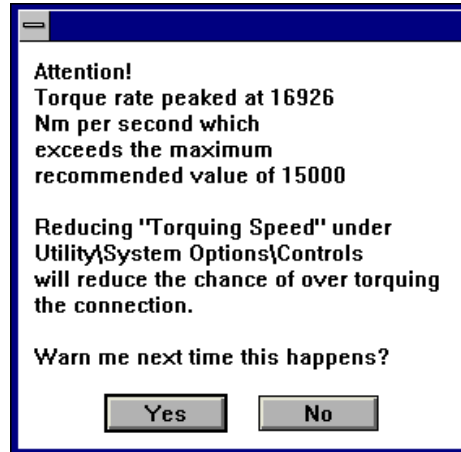 Attention!
Torque rate peaked at 16926
Nm per second which
exceeds the maximum
recommended value of 15000
Reducing "Torquing Speed" under
Utility\System Options\Controls
will reduce the chance of over torquing
the connection.
Warn me next time this happens?
Yes
No